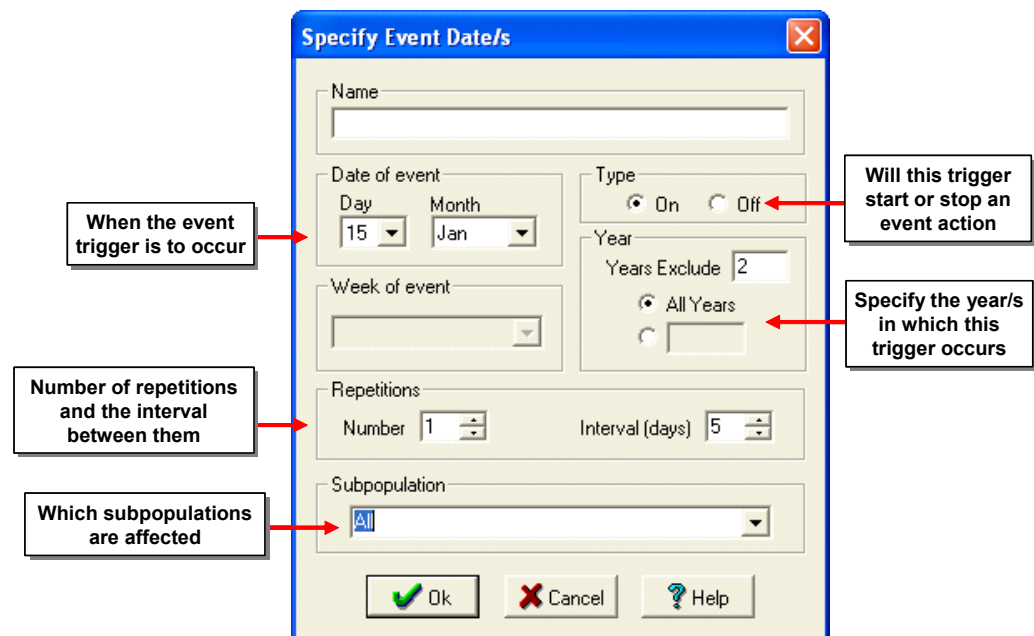 Specify Event Date/s
Name
Date of event
Day Month
15 Jan
Type
On Off
Year
Years Exclude 2
All Years
Week of event
Repetitions
Number 1 Interval (days) 5
Subpopulation
All
Ok Cancel Help
When the event
trigger is to occur
Number of repetitions
and the interval
between them
Which subpopulations
are affected
Will this trigger
start or stop an
event action
Specify the year/s
in which this
trigger occurs